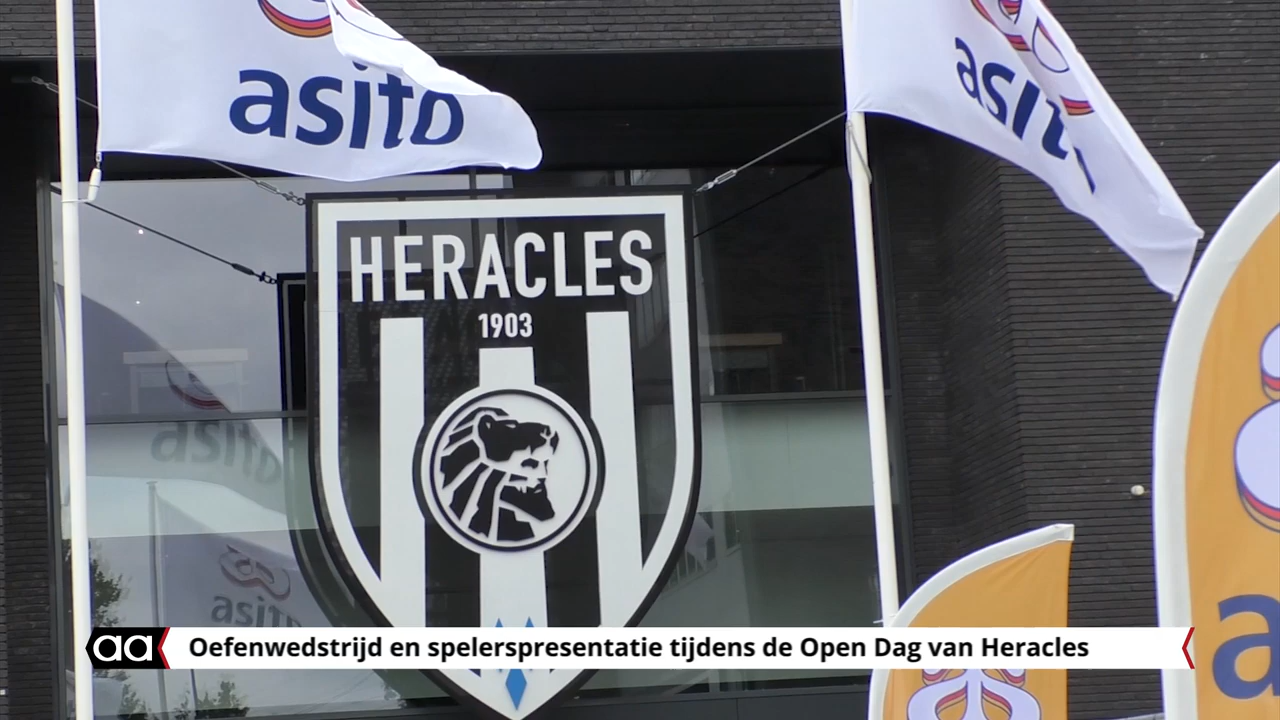 asito
asito
HERACLES
1903
asito
asito
aa Oefenwedstrijd en spelerspresentatie tijdens de Open Dag van Heracles
a